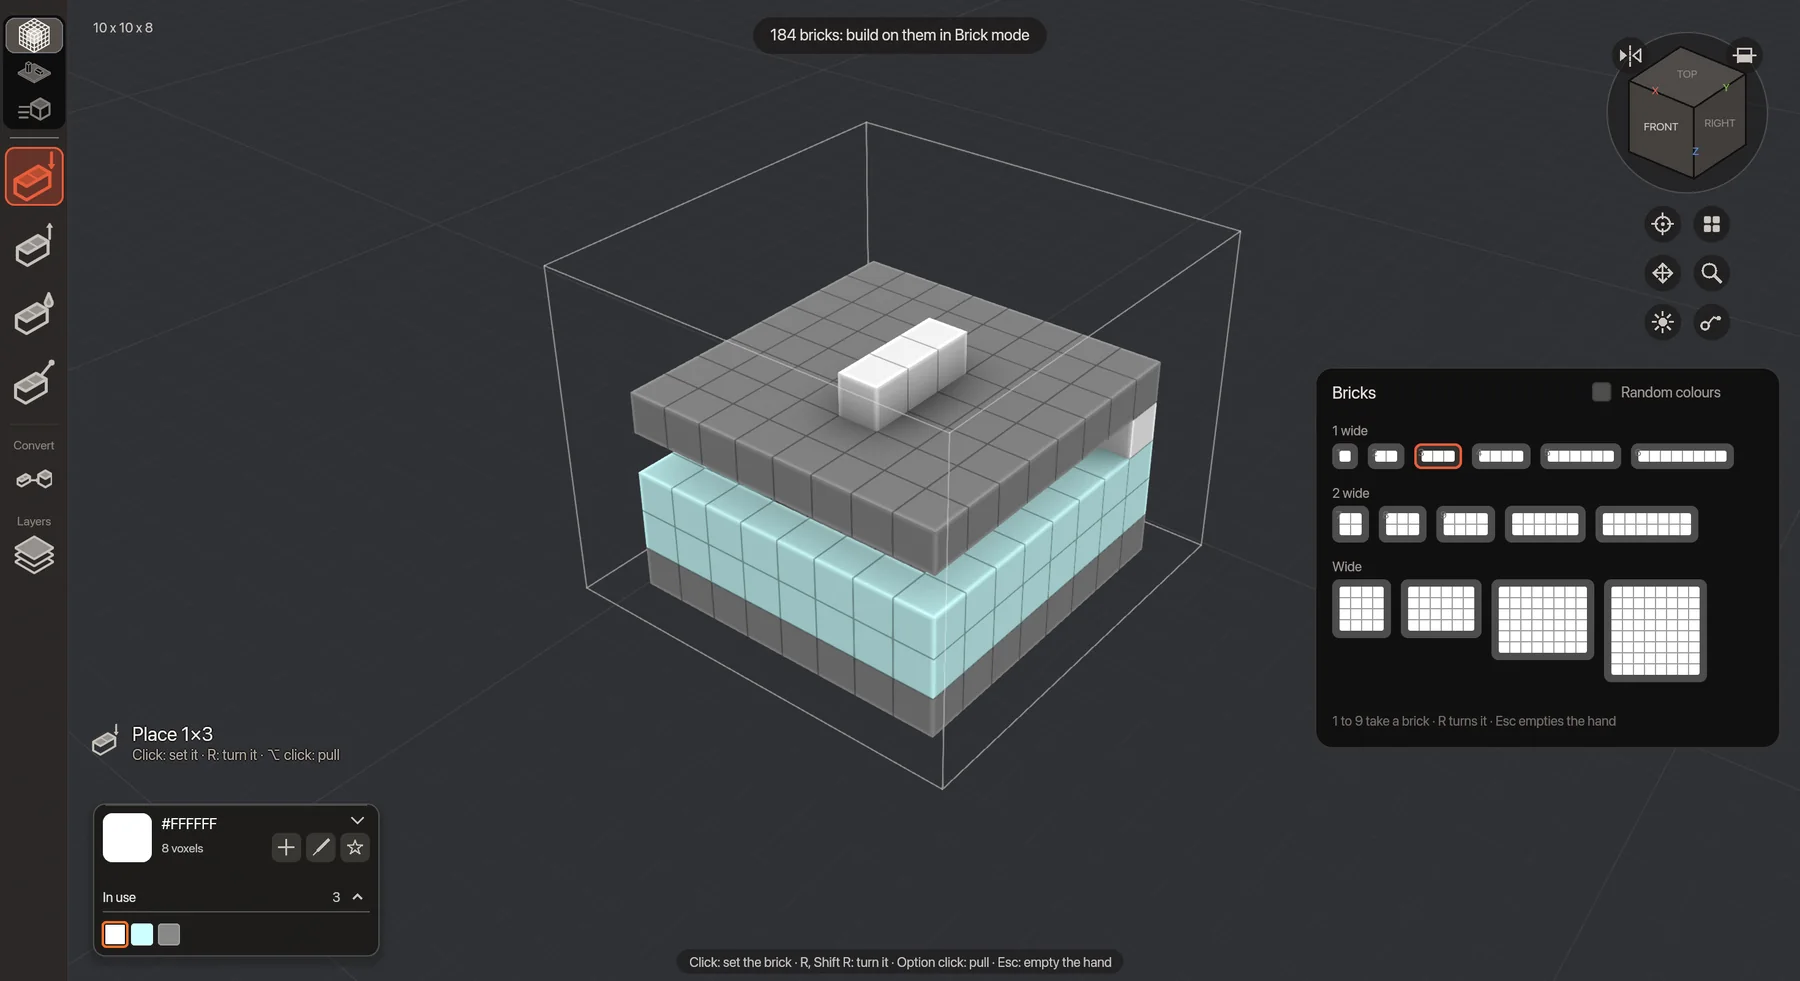 10 x 10 x 8
184 bricks: build on them in Brick mode
TOP
X
Y
FRONT
RIGHT
Z
Bricks
Random colours
1 wide
2 wide
Wide
1 to 9 take a brick · R turns it · Esc empties the hand
Convert
Layers
Place 1×3
Click: set it · R: turn it · ⌥ click: pull
#FFFFFF
8 voxels
In use
3
Click: set the brick · R, Shift R: turn it · Option click: pull · Esc: empty the hand